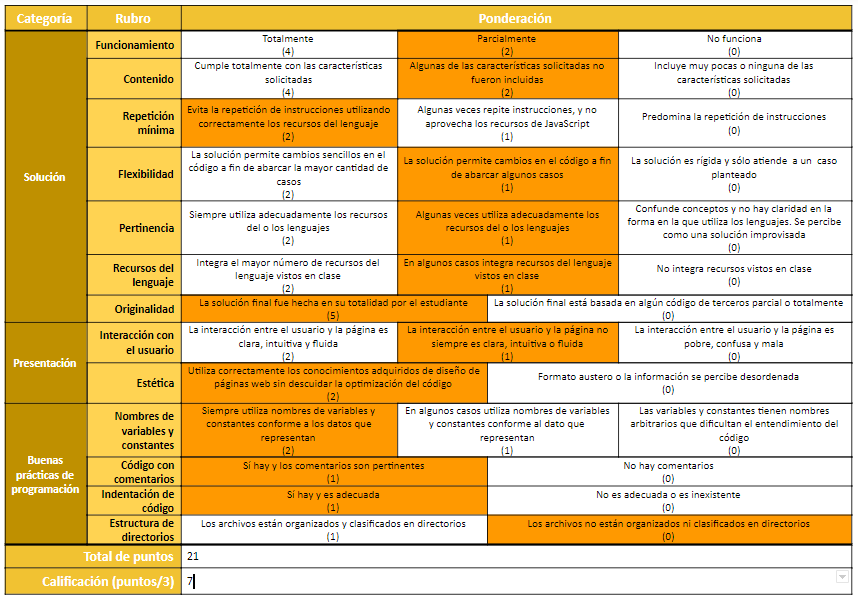 Categoría Rubro Ponderación
Solución
Funcionamiento
Totalmente
(4)
Parcialmente
(2)
No funciona
(0)
Contenido
Cumple totalmente con las características
solicitadas
(4)
Algunas de las características solicitadas no
fueron incluidas
(2)
Incluye muy pocas o ninguna de las
características solicitadas
(0)
Repetición
mínima
Evita la repetición de instrucciones utilizando
correctamente los recursos del lenguaje
(2)
Algunas veces repite instrucciones, y no
aprovecha los recursos de JavaScript
(1)
Predomina la repetición de instrucciones
(0)
Flexibilidad
La solución permite cambios sencillos en el
código a fin de abarcar la mayor cantidad de
casos
(2)
La solución permite cambios en el código a fin
de abarcar algunos casos
(1)
La solución es rígida y sólo atiende a un caso
planteado
(0)
Pertinencia
Siempre utiliza adecuadamente los recursos
del o los lenguajes
(2)
Algunas veces utiliza adecuadamente los
recursos del o los lenguajes
(1)
Confunde conceptos y no hay claridad en la
forma en la que utiliza los lenguajes. Se percibe
como una solución improvisada
(0)
Recursos del
lenguaje
Integra el mayor número de recursos del
lenguaje vistos en clase
(2)
En algunos casos integra recursos del lenguaje
vistos en clase
(1)
No integra recursos vistos en clase
(0)
Originalidad
La solución final fue hecha en su totalidad por el estudiante
(5)
La solución final está basada en algún código de terceros parcial o totalmente
(0)
Presentación
Interacción con
el usuario
La interacción entre el usuario y la página es
clara, intuitiva y fluida
(2)
La interacción entre el usuario y la página no
siempre es clara, intuitiva o fluida
(1)
La interacción entre el usuario y la página es
pobre, confusa y mala
(0)
Estética
Utiliza correctamente los conocimientos adquiridos de diseño de
páginas web sin descuidar la optimización del código
(2)
Formato austero o la información se percibe desordenada
(0)
Buenas
prácticas de
programación
Nombres de
variables y
constantes
Siempre utiliza nombres de variables y
constantes conforme a los datos que
representan
(2)
En algunos casos utiliza nombres de variables
y constantes conforme al dato que
representan
(1)
Las variables y constantes tienen nombres
arbitrarios que dificultan el entendimiento del
código
(0)
Código con
comentarios
Sí hay y los comentarios son pertinentes
(1)
No hay comentarios
(0)
Indentación de
código
Sí hay y es adecuada
(1)
No es adecuada o es inexistente
(0)
Estructura de
directorios
Los archivos están organizados y clasificados en directorios
(1)
Los archivos no están organizados ni clasificados en directorios
(0)
Total de puntos 21
Calificación (puntos/3) 7